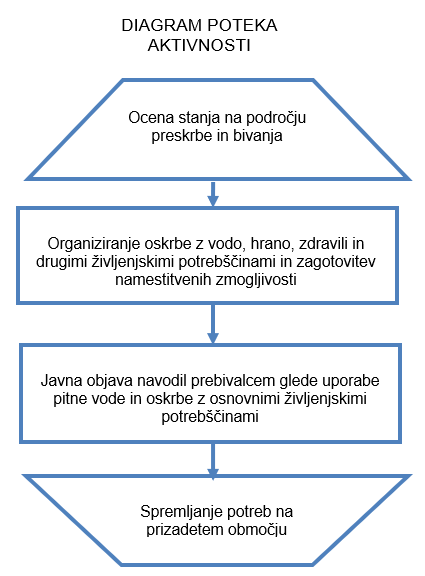 DIAGRAM POTEKA
AKTIVNOSTI
Ocena stanja na področju
preskrbe in bivanja
Organiziranje oskrbe z vodo, hrano, zdravili in
drugimi življenjskimi potrebščinami in zagotovitev
namestitvenih zmogljivosti
Javna objava navodil prebivalcem glede uporabe
pitne vode in oskrbe z osnovnimi življenjskimi
potrebščinami
Spremljanje potreb na
prizadetem območju